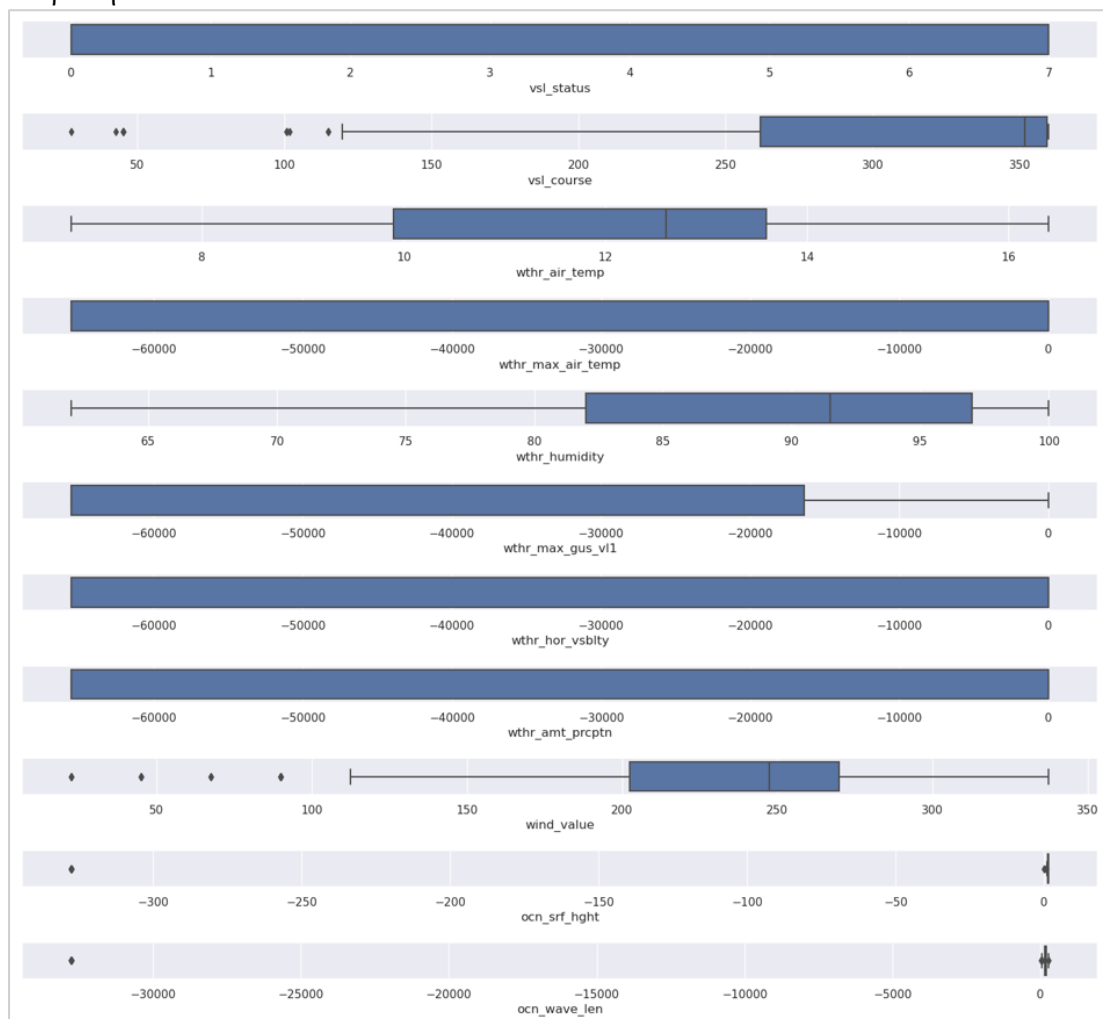 0 1 2 3 4 5 6 7
vsl_status
50 100 150 200 250 300 350
vsl_course
8 10 12 14 16
wthr_air_temp
−60000 −50000 −40000 −30000 −20000 −10000 0
wthr_max_air_temp
65 70 75 80 85 90 95 100
wthr_humidity
−60000 −50000 −40000 −30000 −20000 −10000 0
wthr_max_gus_vl1
−60000 −50000 −40000 −30000 −20000 −10000 0
wthr_hor_vsblty
−60000 −50000 −40000 −30000 −20000 −10000 0
wthr_amt_prcptn
50 100 150 200 250 300 350
wind_value
−300 −250 −200 −150 −100 −50 0
ocn_srf_hght
−30000 −25000 −20000 −15000 −10000 −5000 0
ocn_wave_len